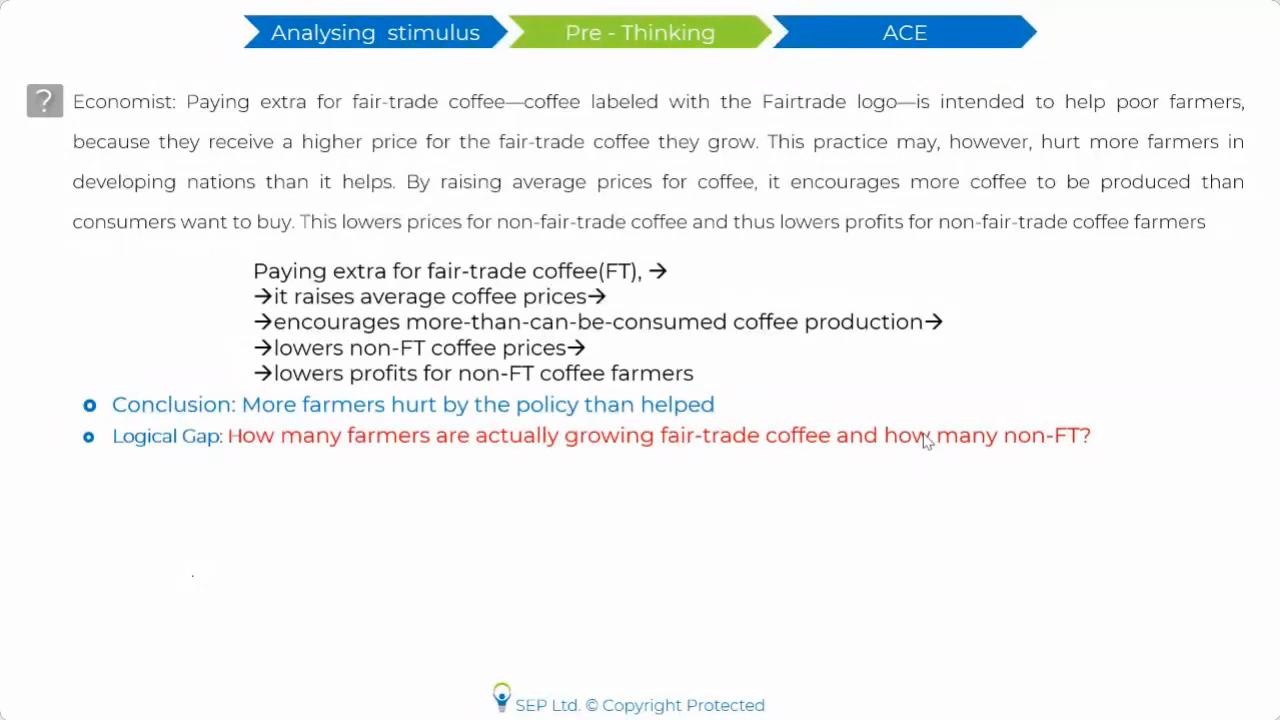 Analysing stimulus
Pre - Thinking
ACE
?
Economist: Paying extra for fair-trade coffee—coffee labeled with the Fairtrade logo—is intended to help poor farmers,
because they receive a higher price for the fair-trade coffee they grow. This practice may, however, hurt more farmers in
developing nations than it helps. By raising average prices for coffee, it encourages more coffee to be produced than
consumers want to buy. This lowers prices for non-fair-trade coffee and thus lowers profits for non-fair-trade coffee farmers
Paying extra for fair-trade coffee(FT), →
→it raises average coffee prices→
→encourages more-than-can-be-consumed coffee production→
→lowers non-FT coffee prices→
→lowers profits for non-FT coffee farmers
Conclusion: More farmers hurt by the policy than helped
Logical Gap: How many farmers are actually growing fair-trade coffee and how many non-FT?
SEP Ltd. © Copyright Protected